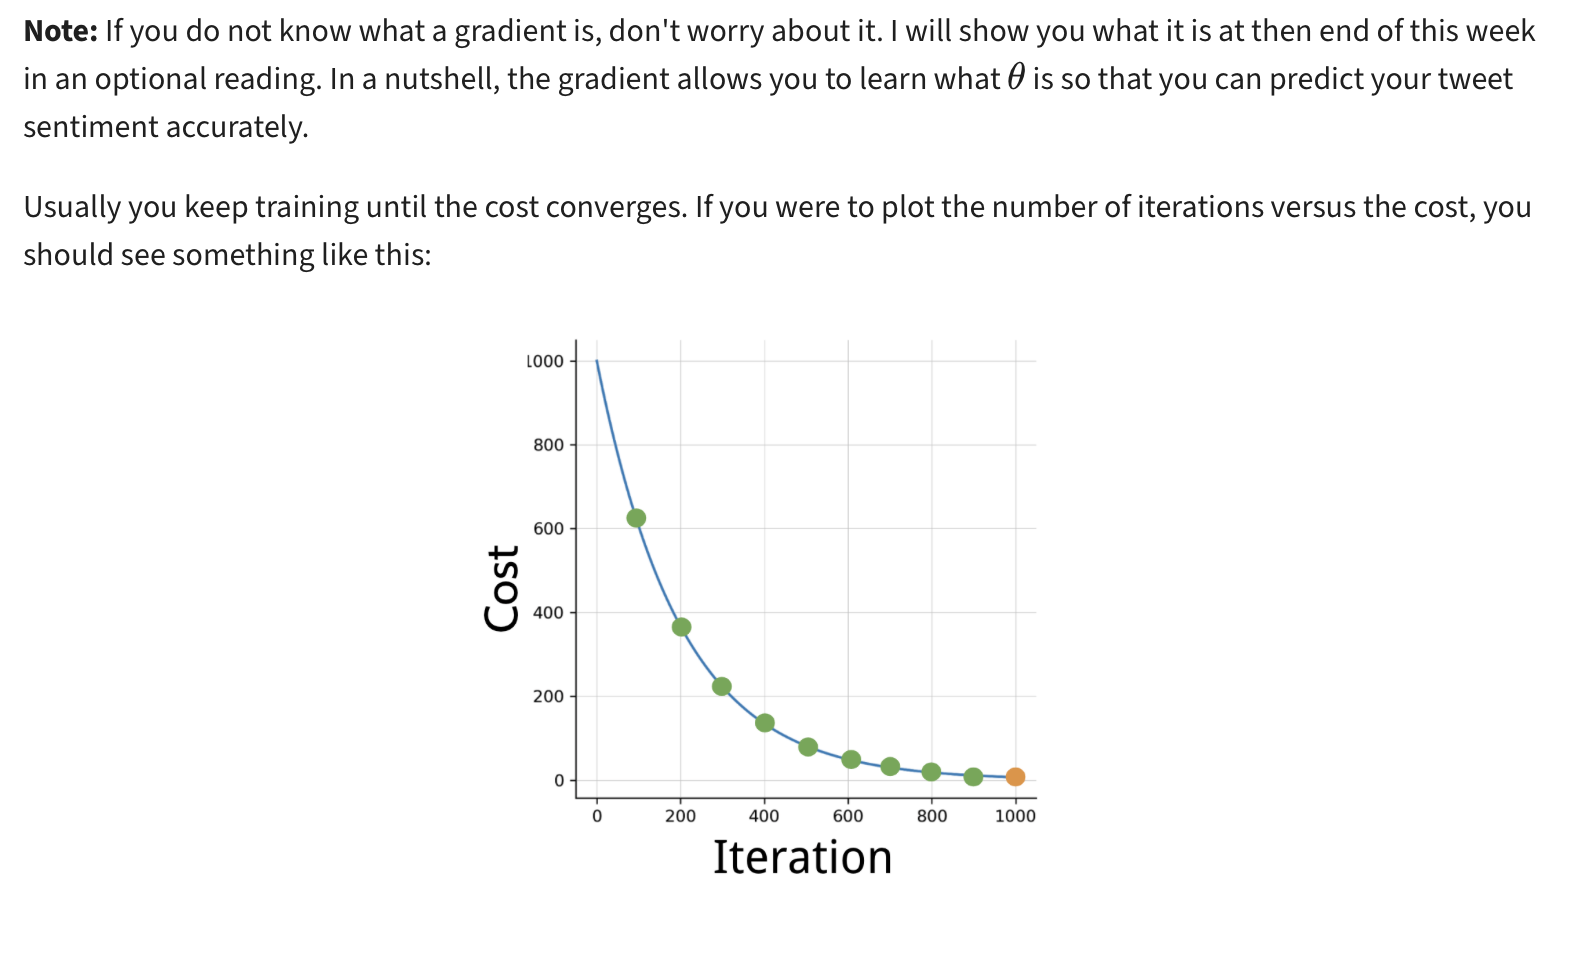 Note: If you do not know what a gradient is, don't worry about it. I will show you what it is at then end of this week
in an optional reading. In a nutshell, the gradient allows you to learn what θ is so that you can predict your tweet
sentiment accurately.
Usually you keep training until the cost converges. If you were to plot the number of iterations versus the cost, you
should see something like this:
1000
800
600
400
200
0
Cost
0 200 400 600 800 1000
Iteration